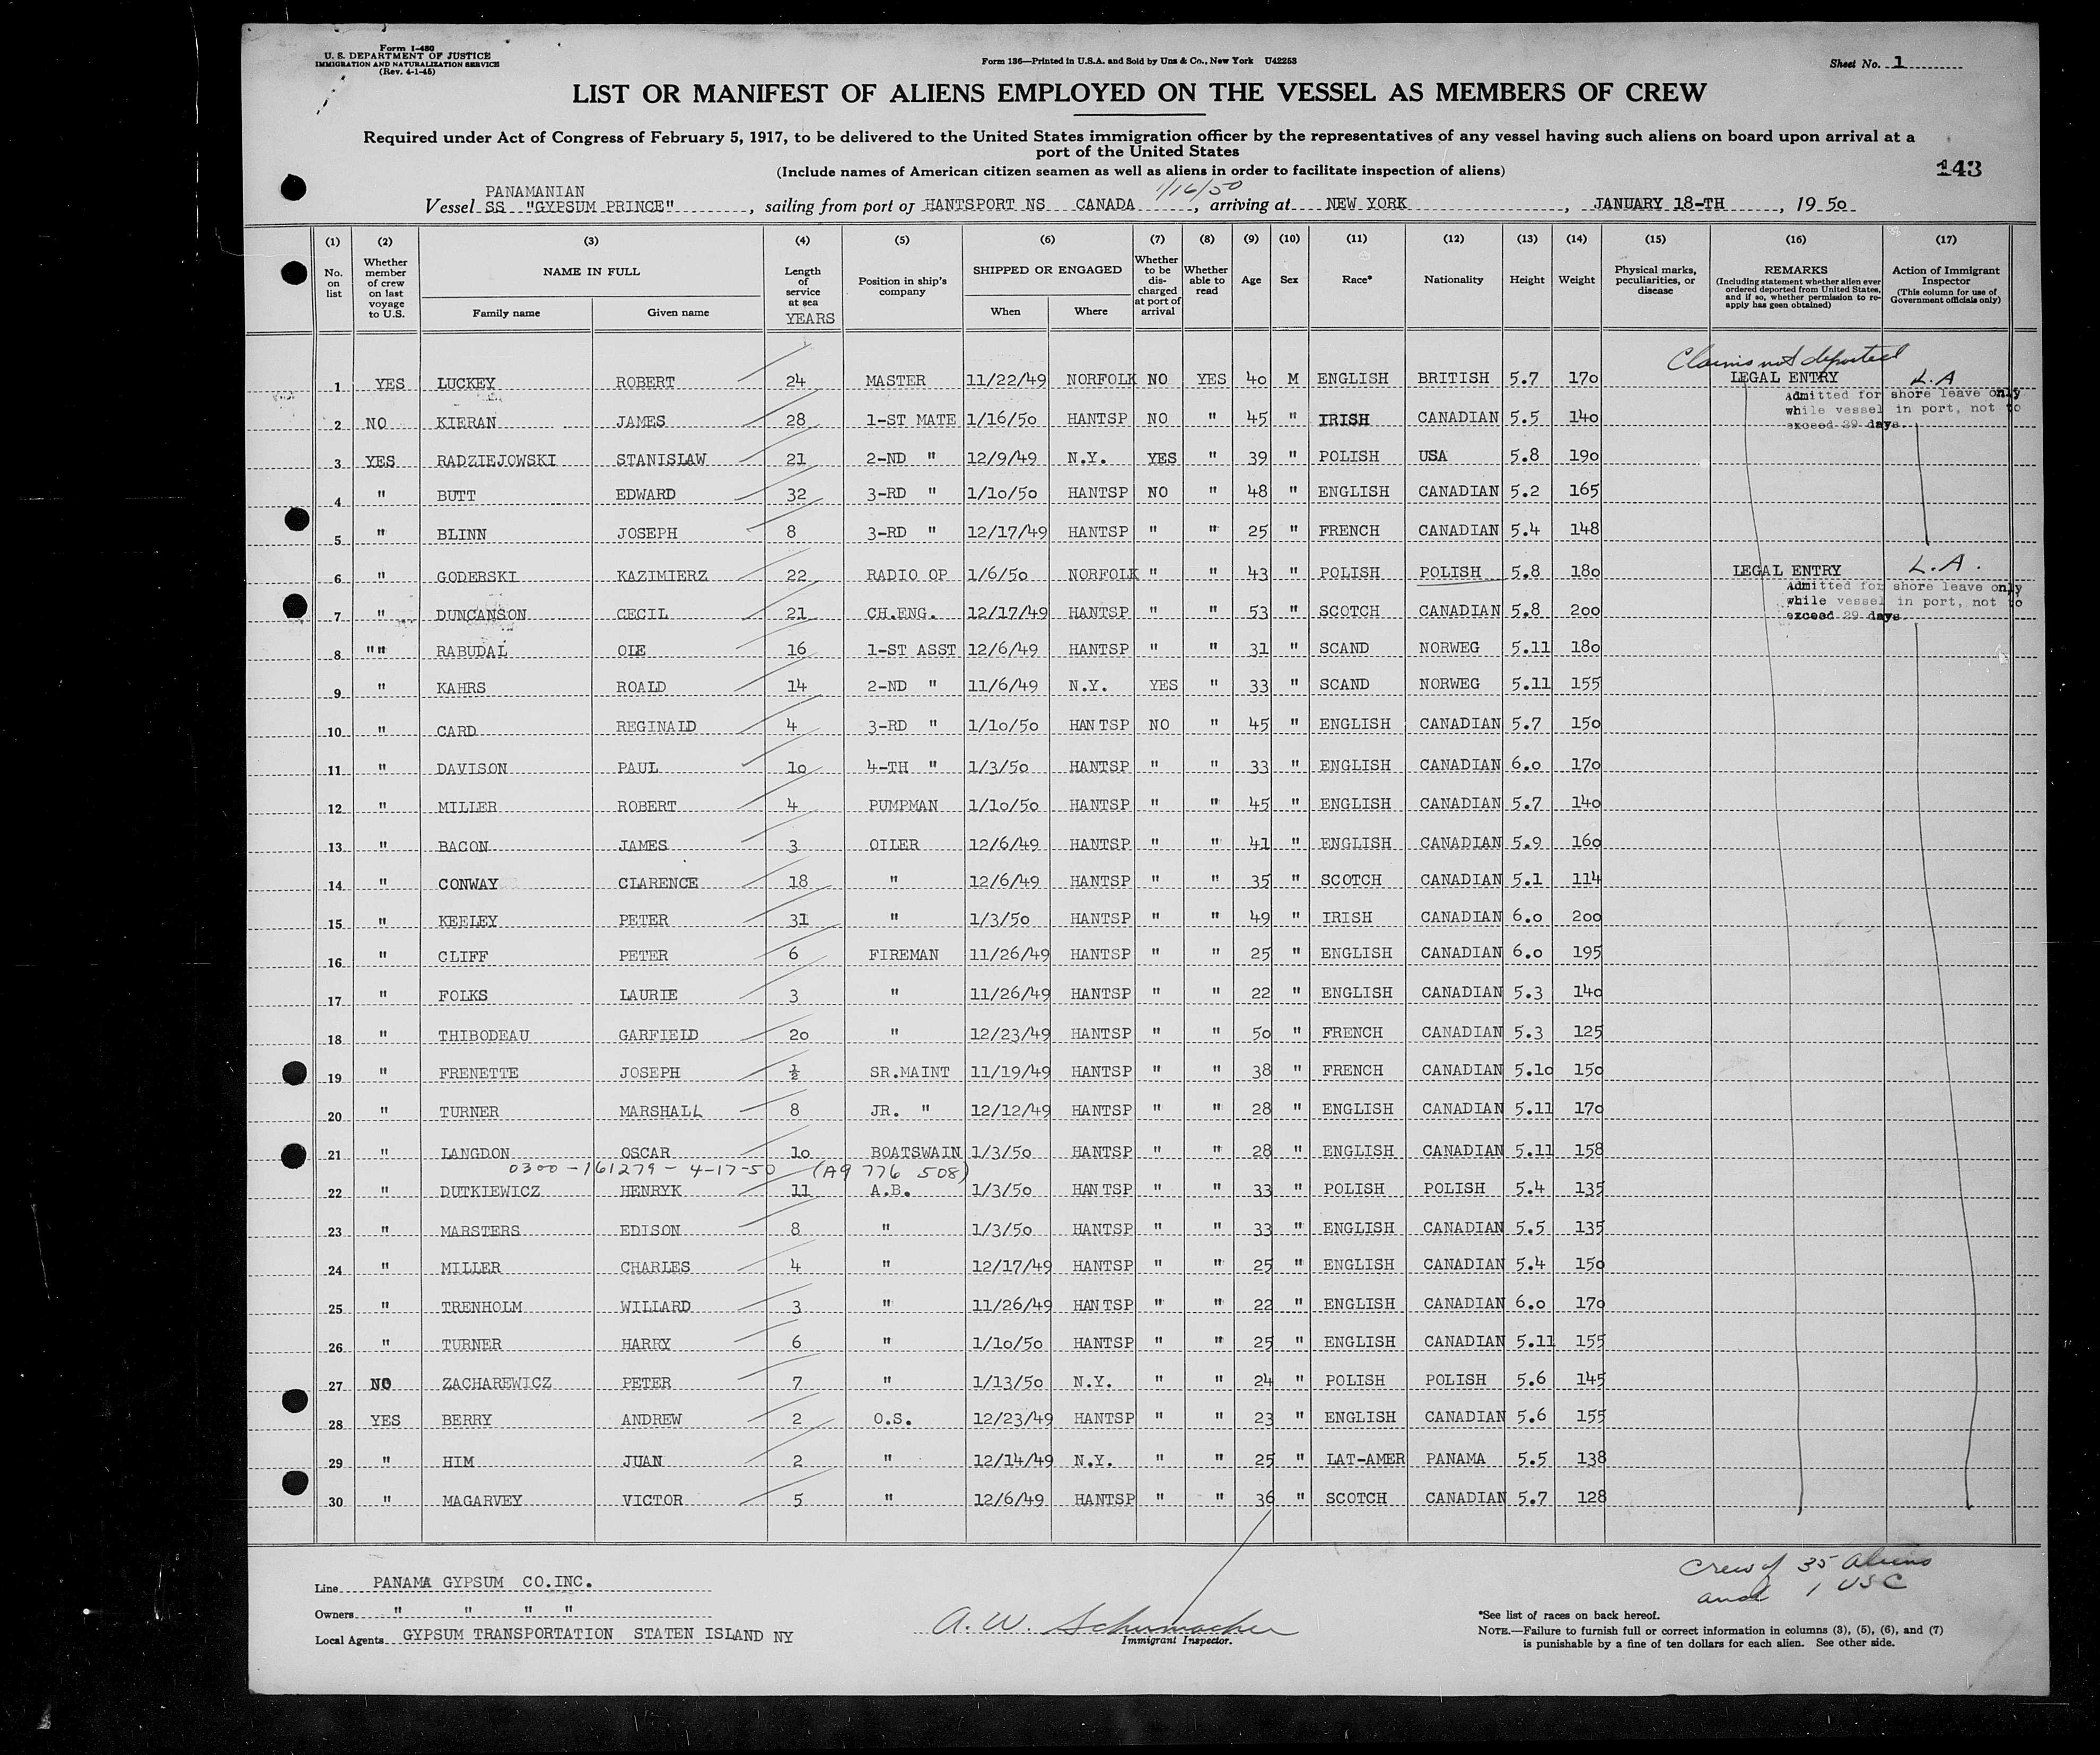 Form I-480
U. S. DEPARTMENT OF JUSTICE
IMMIGRATION AND NATURALIZATION SERVICE
(Rev. 4-1-45)
Form 136—Printed in U.S.A. and Sold by Unz & Co., New York U42253
Sheet No. 1
LIST OR MANIFEST OF ALIENS EMPLOYED ON THE VESSEL AS MEMBERS OF CREW
Required under Act of Congress of February 5, 1917, to be delivered to the United States immigration officer by the representatives of any vessel having such aliens on board upon arrival at a
port of the United States
(Include names of American citizen seamen as well as aliens in order to facilitate inspection of aliens)
143
PANAMANIAN
1/16/50
Vessel SS "GYPSUM PRINCE", sailing from port of HANTSPORT NS CANADA, arriving at NEW YORK, JANUARY 18-TH, 19 50
(1) (2) (3) (4) (5) (6) (7) (8) (9) (10) (11) (12) (13) (14) (15) (16) (17)
No. on list
Whether member of crew on last voyage to U.S.
NAME IN FULL
Family name
Given name
Length of service at sea
YEARS
Position in ship's company
SHIPPED OR ENGAGED
When
Where
Whether to be discharged at port of arrival
Whether able to read
Age
Sex
Race*
Nationality
Height
Weight
Physical marks, peculiarities, or disease
REMARKS
(Including statement whether alien ever ordered deported from United States, and if so, whether permission to reapply has geen obtained)
Action of Immigrant Inspector
(This column for use of Government officials only)
Claims not deported
1 YES LUCKEY ROBERT 24 MASTER 11/22/49 NORFOLK NO YES 40 M ENGLISH BRITISH 5.7 170 LEGAL ENTRY L.A
Admitted for shore leave only
while vessel in port, not to
exceed 29 days.
2 NO KIERAN JAMES 28 1-ST MATE 1/16/50 HANTSP NO " 45 " IRISH CANADIAN 5.5 140
3 YES RADZIEJOWSKI STANISLAW 21 2-ND " 12/9/49 N.Y. YES " 39 " POLISH USA 5.8 190
4 " BUTT EDWARD 32 3-RD " 1/10/50 HANTSP NO " 48 " ENGLISH CANADIAN 5.2 165
5 " BLINN JOSEPH 8 3-RD " 12/17/49 HANTSP " " 25 " FRENCH CANADIAN 5.4 148
6 " GODERSKI KAZIMIERZ 22 RADIO OP 1/6/50 NORFOLK " " 43 " POLISH POLISH 5.8 180 LEGAL ENTRY L.A.
Admitted for shore leave only
while vessel in port, not to
exceed 29 days.
7 " DUNCANSON CECIL 21 CH.ENG. 12/17/49 HANTSP " " 53 " SCOTCH CANADIAN 5.8 200
8 "" RABUDAL OLE 16 1-ST ASST 12/6/49 HANTSP " " 31 " SCAND NORWEG 5.11 180
9 " KAHRS ROALD 14 2-ND " 11/6/49 N.Y. YES " 33 " SCAND NORWEG 5.11 155
10 " CARD REGINALD 4 3-RD " 1/10/50 HANTSP NO " 45 " ENGLISH CANADIAN 5.7 150
11 " DAVISON PAUL 10 4-TH " 1/3/50 HANTSP " " 33 " ENGLISH CANADIAN 6.0 170
12 " MILLER ROBERT 4 PUMPMAN 1/10/50 HANTSP " " 45 " ENGLISH CANADIAN 5.7 140
13 " BACON JAMES 3 OILER 12/6/49 HANTSP " " 41 " ENGLISH CANADIAN 5.9 160
14 " CONWAY CLARENCE 18 " 12/6/49 HANTSP " " 35 " SCOTCH CANADIAN 5.1 114
15 " KEELEY PETER 31 " 1/3/50 HANTSP " " 49 " IRISH CANADIAN 6.0 200
16 " CLIFF PETER 6 FIREMAN 11/26/49 HANTSP " " 25 " ENGLISH CANADIAN 6.0 195
17 " FOLKS LAURIE 3 " 11/26/49 HANTSP " " 22 " ENGLISH CANADIAN 5.3 140
18 " THIBODEAU GARFIELD 20 " 12/23/49 HANTSP " " 50 " FRENCH CANADIAN 5.3 125
19 " FRENETTE JOSEPH ½ SR.MAINT 11/19/49 HANTSP " " 38 " FRENCH CANADIAN 5.10 150
20 " TURNER MARSHALL 8 JR. " 12/12/49 HANTSP " " 28 " ENGLISH CANADIAN 5.11 170
21 " LANGDON OSCAR 10 BOATSWAIN 1/3/50 HANTSP " " 28 " ENGLISH CANADIAN 5.11 158
0300-161279-4-17-50 (A9 776 508)
22 " DUTKIEWICZ HENRYK 11 A.B. 1/3/50 HANTSP " " 33 " POLISH POLISH 5.4 135
23 " MARSTERS EDISON 8 " 1/3/50 HANTSP " " 33 " ENGLISH CANADIAN 5.5 135
24 " MILLER CHARLES 4 " 12/17/49 HANTSP " " 25 " ENGLISH CANADIAN 5.4 150
25 " TRENHOLM WILLARD 3 " 11/26/49 HANTSP " " 22 " ENGLISH CANADIAN 6.0 170
26 " TURNER HARRY 6 " 1/10/50 HANTSP " " 25 " ENGLISH CANADIAN 5.11 155
27 NO ZACHAREWICZ PETER 7 " 1/13/50 N.Y. " " 24 " POLISH POLISH 5.6 145
28 YES BERRY ANDREW 2 O.S. 12/23/49 HANTSP " " 23 " ENGLISH CANADIAN 5.6 155
29 " HIM JUAN 2 " 12/14/49 N.Y. " " 25 " LAT-AMER PANAMA 5.5 138
30 " MAGARVEY VICTOR 5 " 12/6/49 HANTSP " " 36 " SCOTCH CANADIAN 5.7 128
Crew of 35 Aliens
and 1 USC
Line PANAMA GYPSUM CO.INC.
Owners " " " "
Local Agents GYPSUM TRANSPORTATION STATEN ISLAND NY
A. W. Schumacher
Immigrant Inspector.
*See list of races on back hereof.
NOTE.—Failure to furnish full or correct information in columns (3), (5), (6), and (7)
is punishable by a fine of ten dollars for each alien. See other side.